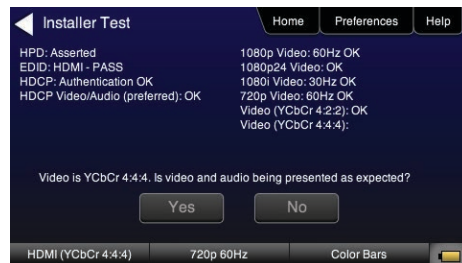 Installer Test
Home
Preferences
Help
HPD: Asserted
EDID: HDMI - PASS
HDCP: Authentication OK
HDCP Video/Audio (preferred): OK
1080p Video: 60Hz OK
1080p24 Video: OK
1080i Video: 30Hz OK
720p Video: 60Hz OK
Video (YCbCr 4:2:2): OK
Video (YCbCr 4:4:4):
Video is YCbCr 4:4:4. Is video and audio being presented as expected?
Yes
No
HDMI (YCbCr 4:4:4)
720p 60Hz
Color Bars